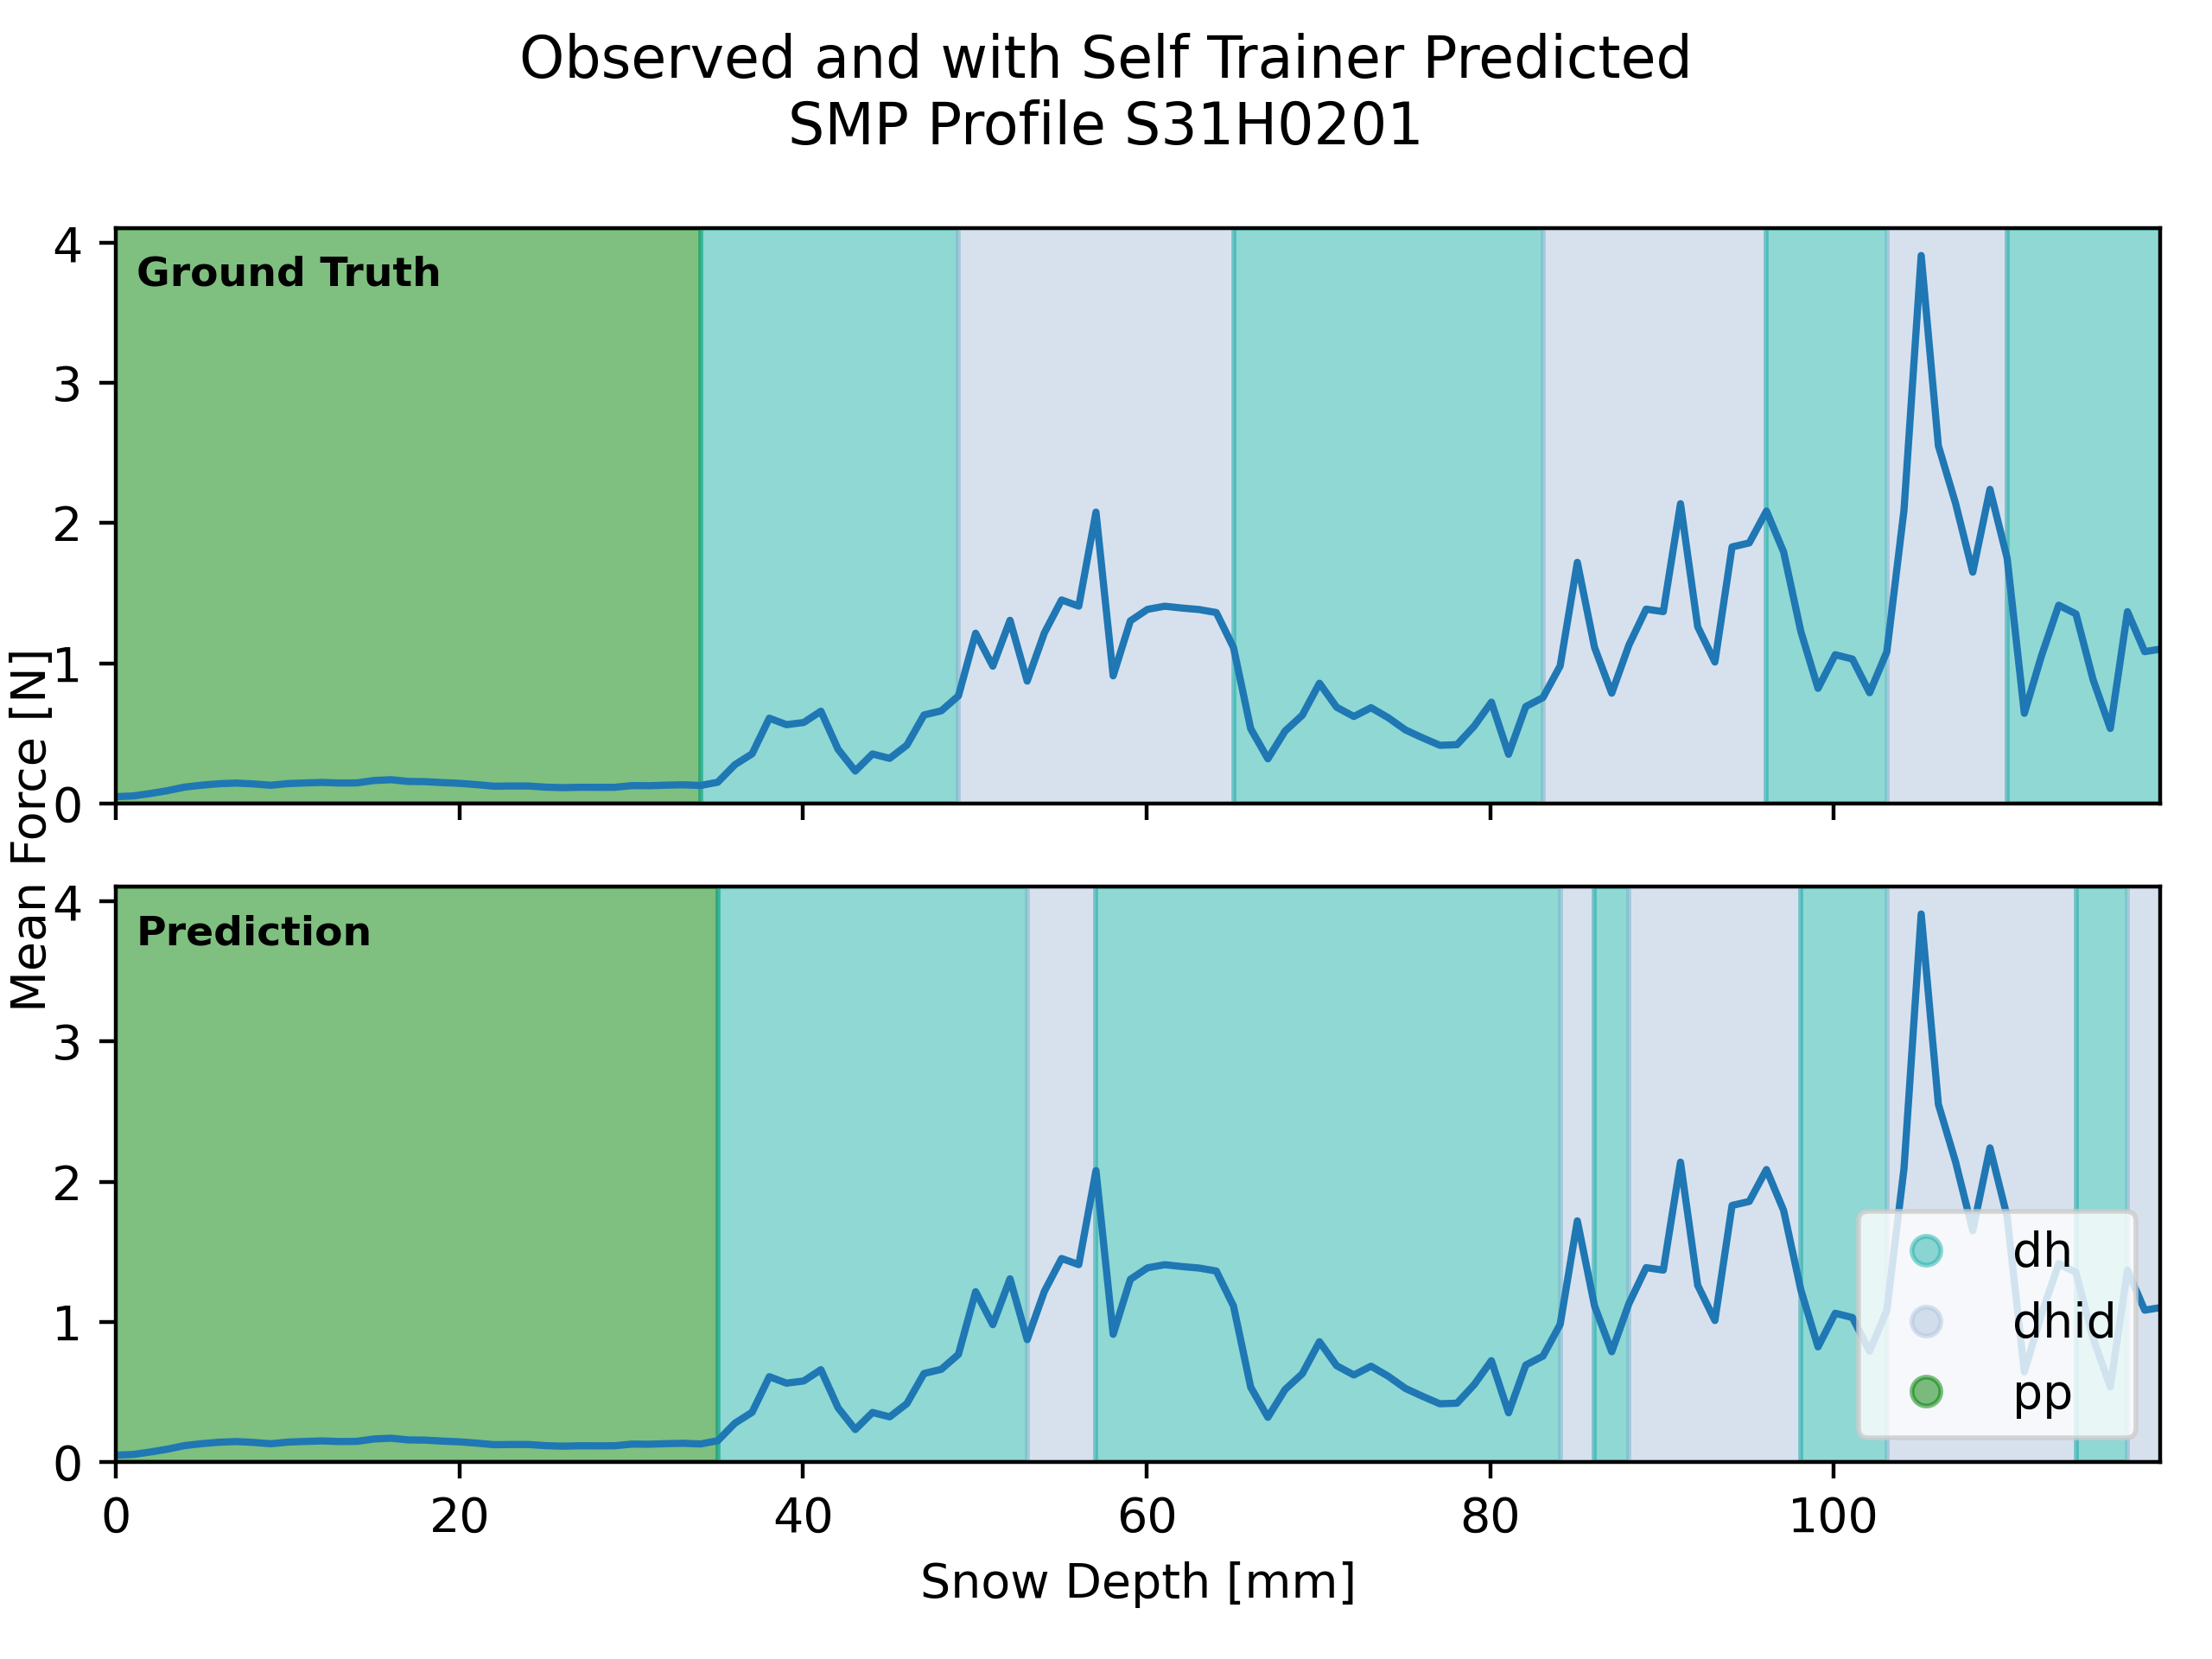 Observed and with Self Trainer Predicted
SMP Profile S31H0201
Mean Force [N]
4
Ground Truth
3
2
1
0
4
Prediction
3
2
1
0
dh
dhid
pp
0 20 40 60 80 100
Snow Depth [mm]